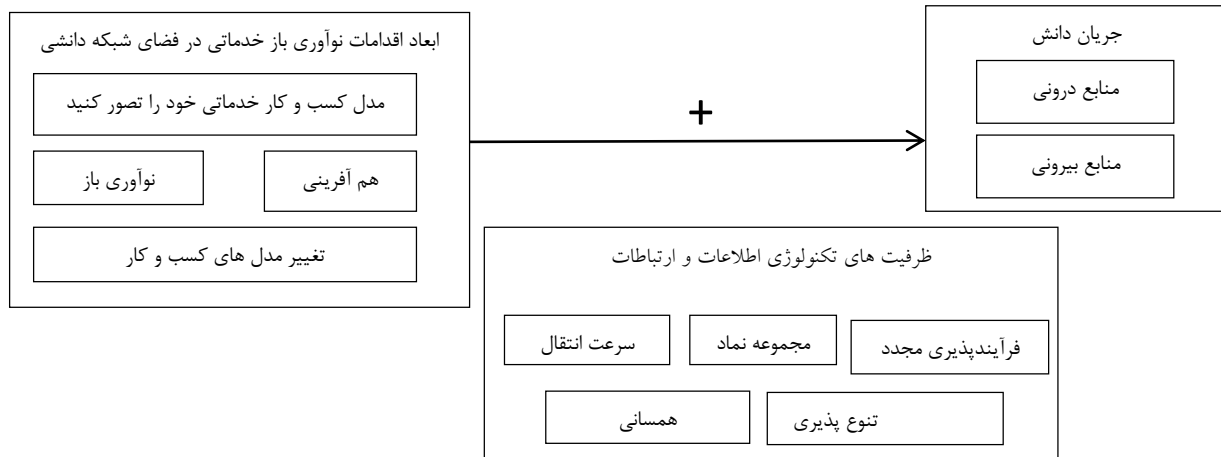 ابعاد اقدامات نوآوری باز خدماتی در فضای شبکه دانشی
مدل کسب و کار خدماتی خود را تصور کنید
هم آفرینی
نوآوری باز
تغییر مدل های کسب و کار
+
جریان دانش
منابع درونی
منابع بیرونی
ظرفیت های تکنولوژی اطلاعات و ارتباطات
فرآیندپذیری مجدد
مجموعه نماد
سرعت انتقال
تنوع پذیری
همسانی